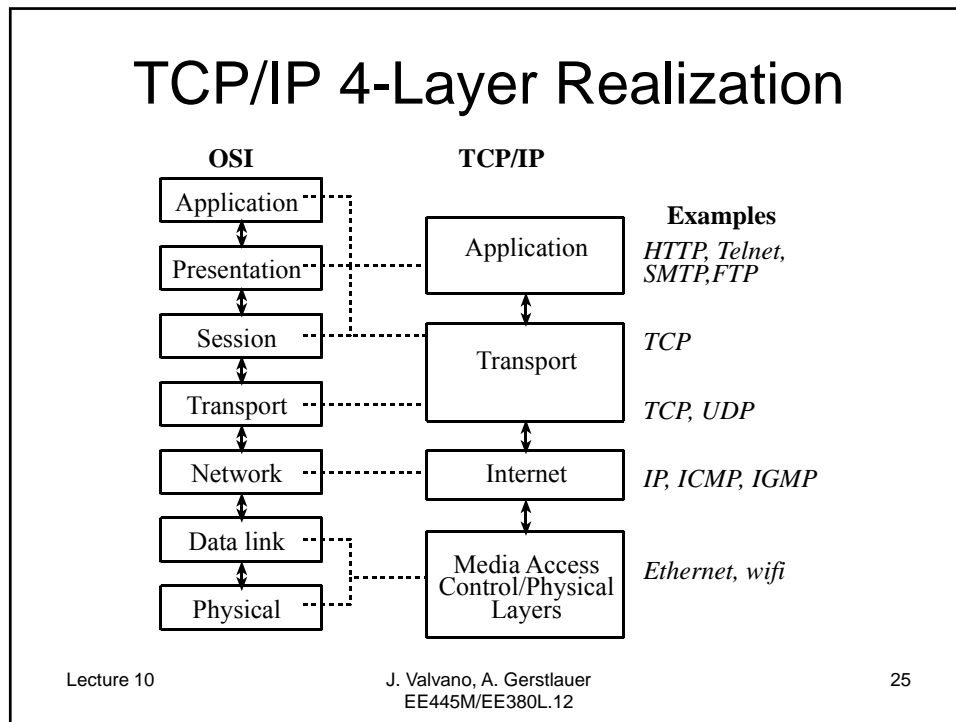 TCP/IP 4-Layer Realization
OSI
TCP/IP
Application
Presentation
Session
Transport
Network
Data link
Physical
Application
Transport
Internet
Media Access
Control/Physical
Layers
Examples
HTTP, Telnet,
SMTP,FTP
TCP
TCP, UDP
IP, ICMP, IGMP
Ethernet, wifi
Lecture 10
J. Valvano, A. Gerstlauer
EE445M/EE380L.12
25